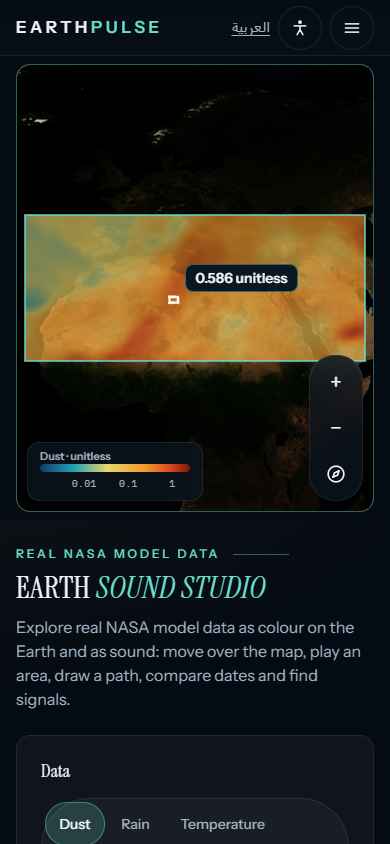 EARTHPULSE
العربية
0.586 unitless
+
−
Dust·unitless
0.01 0.1 1
REAL NASA MODEL DATA
EARTH SOUND STUDIO
Explore real NASA model data as colour on the
Earth and as sound: move over the map, play an
area, draw a path, compare dates and find
signals.
Data
Dust Rain Temperature